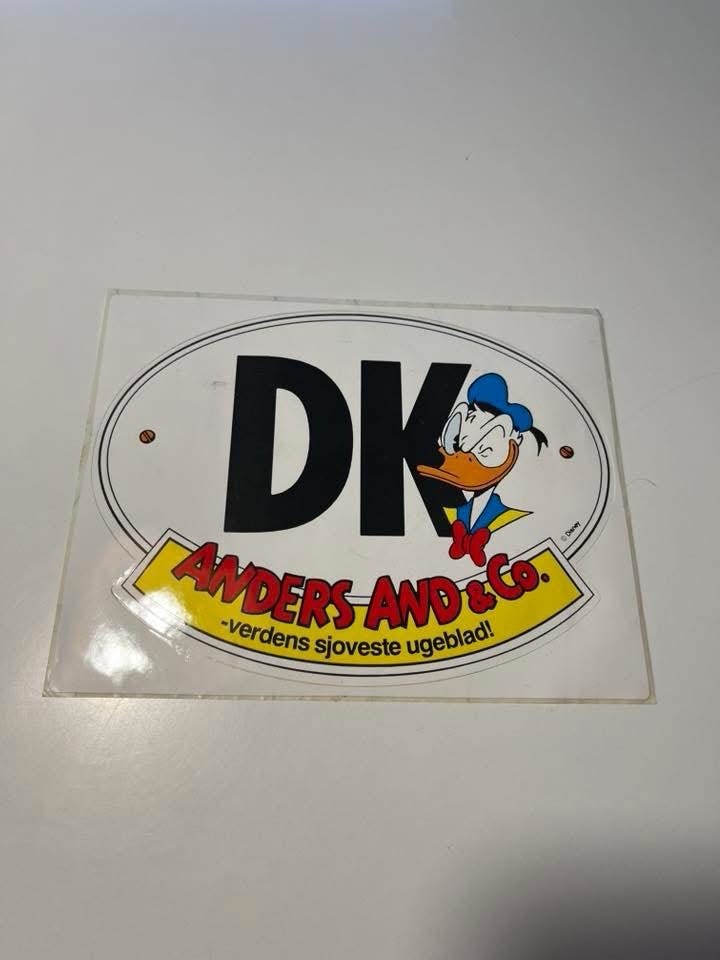 DK
© Disney
ANDERS AND & Co.
-verdens sjoveste ugeblad!